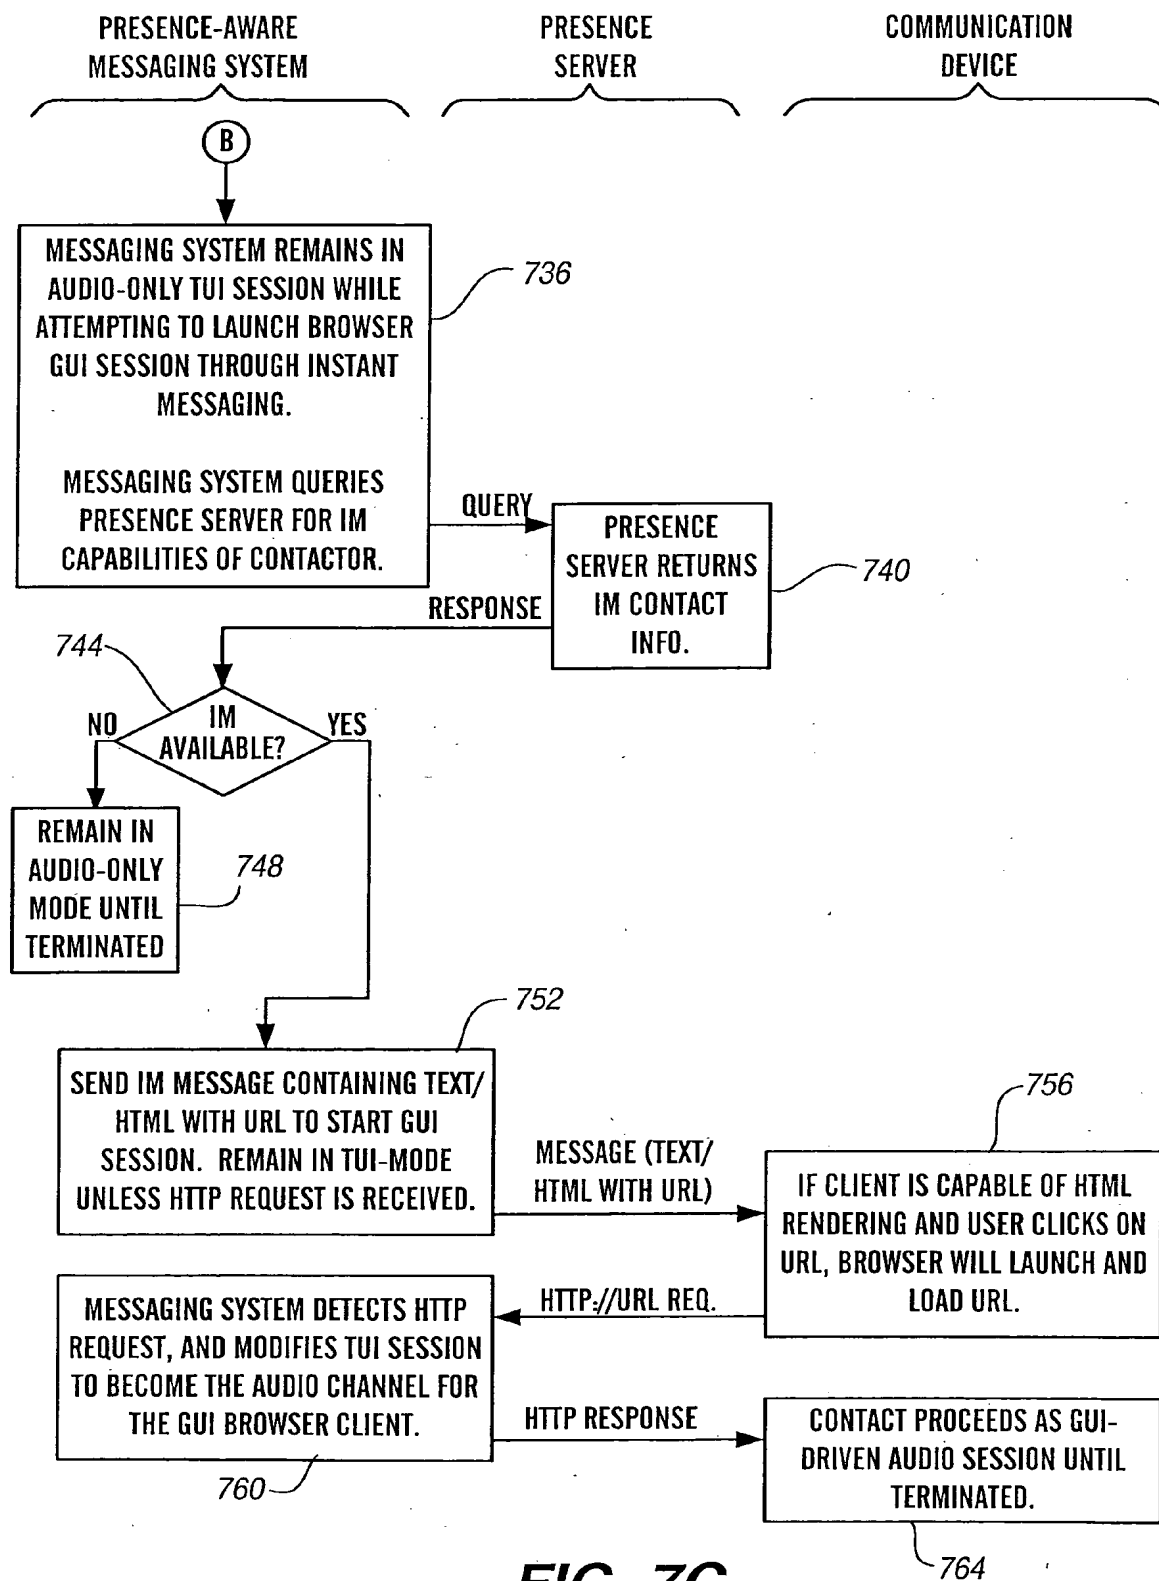 PRESENCE-AWARE
MESSAGING SYSTEM
PRESENCE
SERVER
COMMUNICATION
DEVICE
B
MESSAGING SYSTEM REMAINS IN
AUDIO-ONLY TUI SESSION WHILE
ATTEMPTING TO LAUNCH BROWSER
GUI SESSION THROUGH INSTANT
MESSAGING.
MESSAGING SYSTEM QUERIES
PRESENCE SERVER FOR IM
CAPABILITIES OF CONTACTOR.
736
QUERY
PRESENCE
SERVER RETURNS
IM CONTACT
INFO.
740
RESPONSE
744
IM
AVAILABLE?
NO
YES
REMAIN IN
AUDIO-ONLY
MODE UNTIL
TERMINATED
748
752
SEND IM MESSAGE CONTAINING TEXT/
HTML WITH URL TO START GUI
SESSION. REMAIN IN TUI-MODE
UNLESS HTTP REQUEST IS RECEIVED.
MESSAGE (TEXT/
HTML WITH URL)
756
IF CLIENT IS CAPABLE OF HTML
RENDERING AND USER CLICKS ON
URL, BROWSER WILL LAUNCH AND
LOAD URL.
HTTP://URL REQ.
MESSAGING SYSTEM DETECTS HTTP
REQUEST, AND MODIFIES TUI SESSION
TO BECOME THE AUDIO CHANNEL FOR
THE GUI BROWSER CLIENT.
760
HTTP RESPONSE
CONTACT PROCEEDS AS GUI-
DRIVEN AUDIO SESSION UNTIL
TERMINATED.
764
FIG. 7C